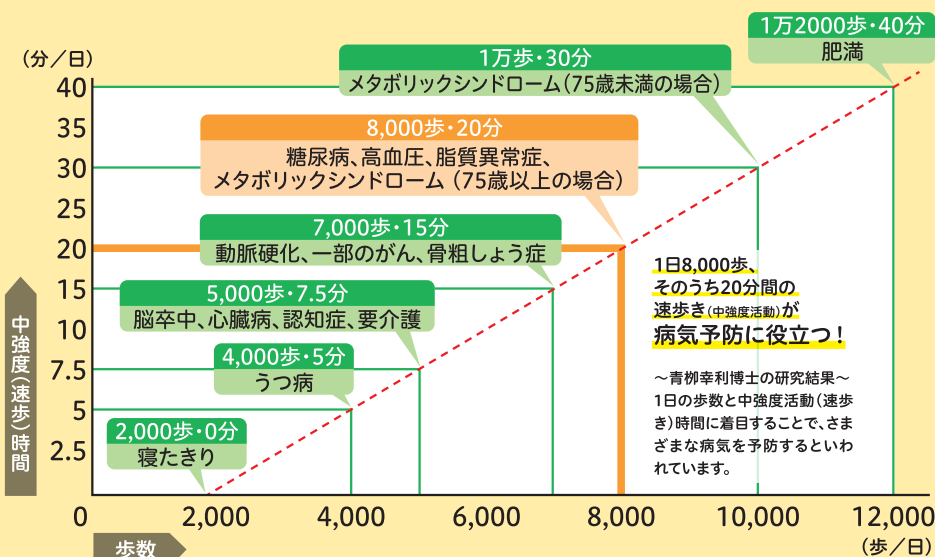 (分／日)
40
35
30
25
20
15
10
7.5
5
2.5
中強度(速歩)時間
1万2000歩・40分
肥満
1万歩・30分
メタボリックシンドローム(75歳未満の場合)
8,000歩・20分
糖尿病、高血圧、脂質異常症、
メタボリックシンドローム (75歳以上の場合)
7,000歩・15分
動脈硬化、一部のがん、骨粗しょう症
5,000歩・7.5分
脳卒中、心臓病、認知症、要介護
4,000歩・5分
うつ病
2,000歩・0分
寝たきり
1日8,000歩、
そのうち20分間の
速歩き(中強度活動)が
病気予防に役立つ！
～青栁幸利博士の研究結果～
1日の歩数と中強度活動(速歩
き)時間に着目することで、さま
ざまな病気を予防するといわ
れています。
0 2,000 4,000 6,000 8,000 10,000 12,000
(歩／日)
歩数